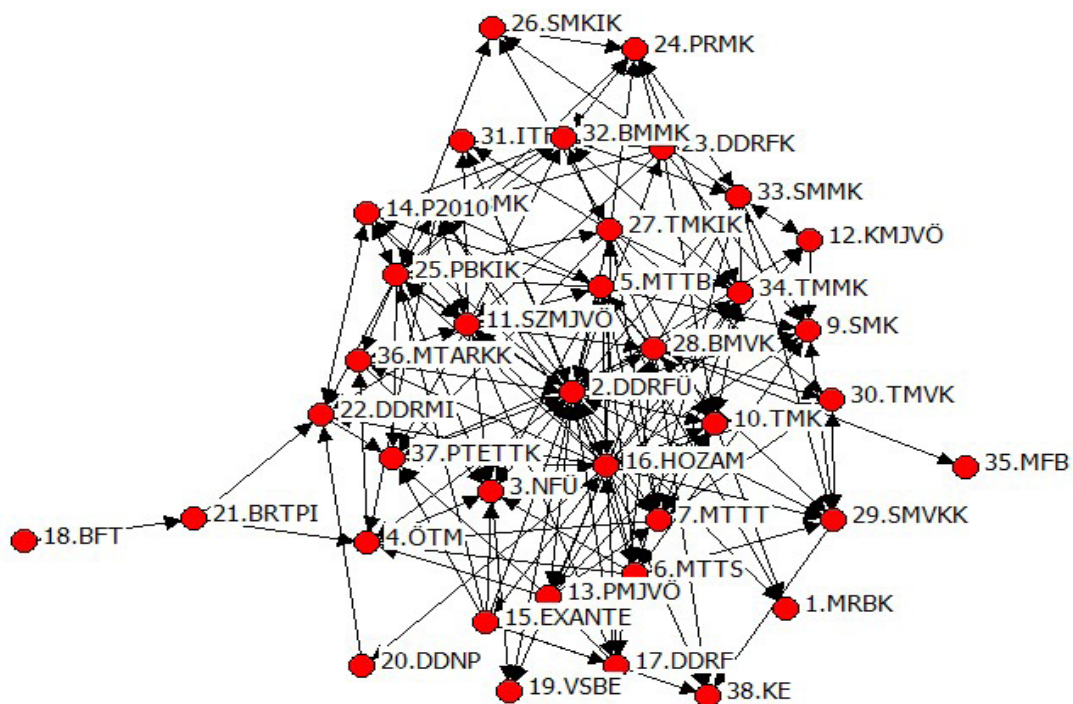 26.SMKIK
24.PRMK
31.ITF
32.BMMK
23.DDRFK
33.SMMK
14.P2010
MK
27.TMKIK
12.KMJVÖ
25.PBKIK
5.MTTB
34.TMMK
11.SZMJVÖ
9.SMK
28.BMVK
36.MTARKK
2.DDRFÜ
30.TMVK
22.DDRMI
10.TMK
37.PTETTK
16.HOZAM
35.MFB
3.NFÜ
21.BRTPI
7.MTTT
29.SMVKK
18.BFT
4.ÖTM
6.MTTS
13.PMJVÖ
1.MRBK
15.EXANTE
20.DDNP
17.DDRF
19.VSBE
38.KE